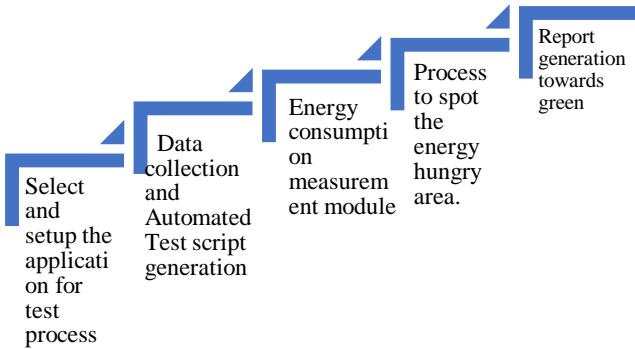 Select
and
setup the
applicati
on for
test
process
Data
collection
and
Automated
Test script
generation
Energy
consumpti
on
measurem
ent module
Process
to spot
the
energy
hungry
area.
Report
generation
towards
green